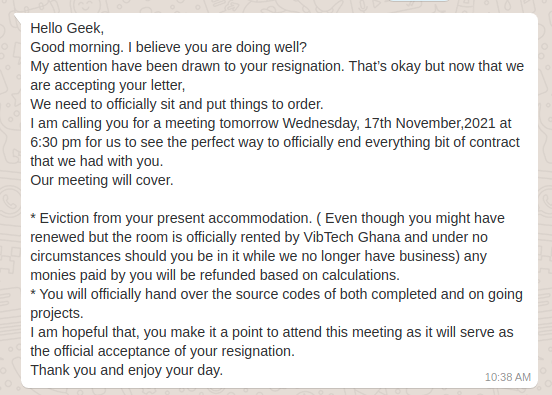 Hello Geek,
Good morning. I believe you are doing well?
My attention have been drawn to your resignation. That's okay but now that we
are accepting your letter,
We need to officially sit and put things to order.
I am calling you for a meeting tomorrow Wednesday, 17th November,2021 at
6:30 pm for us to see the perfect way to officially end everything bit of contract
that we had with you.
Our meeting will cover.
* Eviction from your present accommodation. ( Even though you might have
renewed but the room is officially rented by VibTech Ghana and under no
circumstances should you be in it while we no longer have business) any
monies paid by you will be refunded based on calculations.
* You will officially hand over the source codes of both completed and on going
projects.
I am hopeful that, you make it a point to attend this meeting as it will serve as
the official acceptance of your resignation.
Thank you and enjoy your day.
10:38 AM